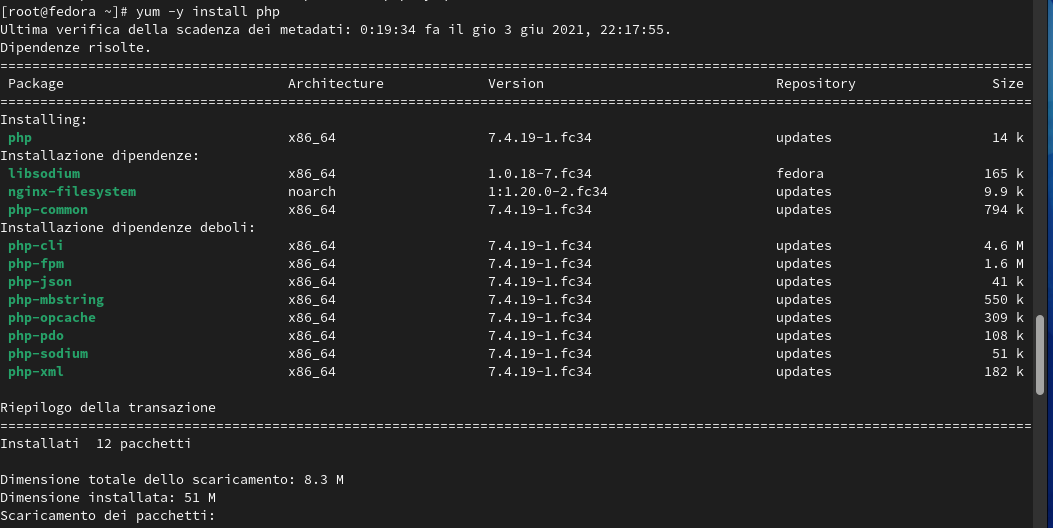 [root@fedora ~]# yum -y install php
Ultima verifica della scadenza dei metadati: 0:19:34 fa il gio 3 giu 2021, 22:17:55.
Dipendenze risolte.
================================================================================================================================
 Package                           Architecture             Version                             Repository                 Size
================================================================================================================================
Installing:
 php                               x86_64                   7.4.19-1.fc34                       updates                    14 k
Installazione dipendenze:
 libsodium                         x86_64                   1.0.18-7.fc34                       fedora                    165 k
 nginx-filesystem                  noarch                   1:1.20.0-2.fc34                     updates                   9.9 k
 php-common                        x86_64                   7.4.19-1.fc34                       updates                   794 k
Installazione dipendenze deboli:
 php-cli                           x86_64                   7.4.19-1.fc34                       updates                   4.6 M
 php-fpm                           x86_64                   7.4.19-1.fc34                       updates                   1.6 M
 php-json                          x86_64                   7.4.19-1.fc34                       updates                    41 k
 php-mbstring                      x86_64                   7.4.19-1.fc34                       updates                   550 k
 php-opcache                       x86_64                   7.4.19-1.fc34                       updates                   309 k
 php-pdo                           x86_64                   7.4.19-1.fc34                       updates                   108 k
 php-sodium                        x86_64                   7.4.19-1.fc34                       updates                    51 k
 php-xml                           x86_64                   7.4.19-1.fc34                       updates                   182 k
Riepilogo della transazione
================================================================================================================================
Installati  12 pacchetti
Dimensione totale dello scaricamento: 8.3 M
Dimensione installata: 51 M
Scaricamento dei pacchetti: